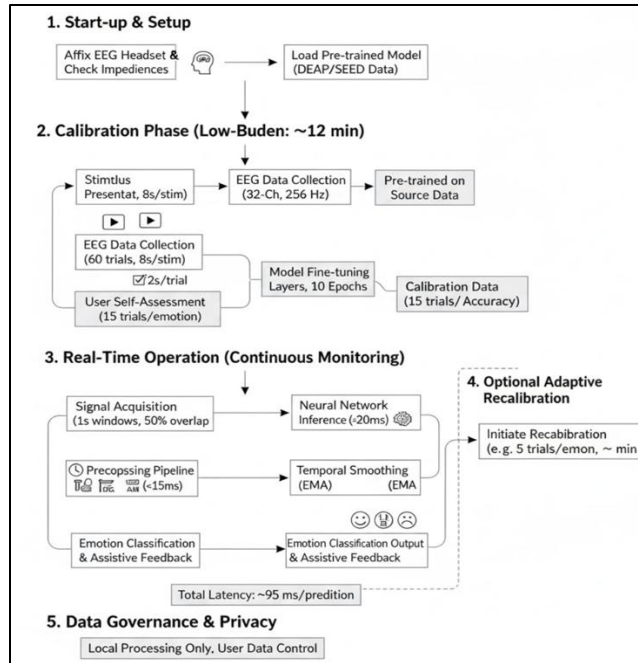 1. Start-up & Setup
Affix EEG Headset &
Check Impediences
Load Pre-trained Model
(DEAP/SEED Data)
2. Calibration Phase (Low-Buden: ~12 min)
Stimtlus
Presentat, 8s/stim)
EEG Data Collection
(32-Ch, 256 Hz)
Pre-trained on
Source Data
EEG Data Collection
(60 trials, 8s/stim)
2s/trial
User Self-Assessment
(15 trials/emotion)
Model Fine-tuning
Layers, 10 Epochs
Calibration Data
(15 trials/ Accuracy)
3. Real-Time Operation (Continuous Monitoring)
4. Optional Adaptive
Recalibration
Signal Acquisition
(1s windows, 50% overlap
Neural Network
Inference (≈20ms)
Initiate Recabibration
(e.g. 5 trials/emon, ~ min
Precopssing Pipeline
(<15ms)
Temporal Smoothing
(EMA) (EMA
Emotion Classification
& Assistive Feedback
Emotion Classification Output
& Assistive Feedback
Total Latency: ~95 ms/predition)
5. Data Governance & Privacy
Local Processing Only, User Data Control